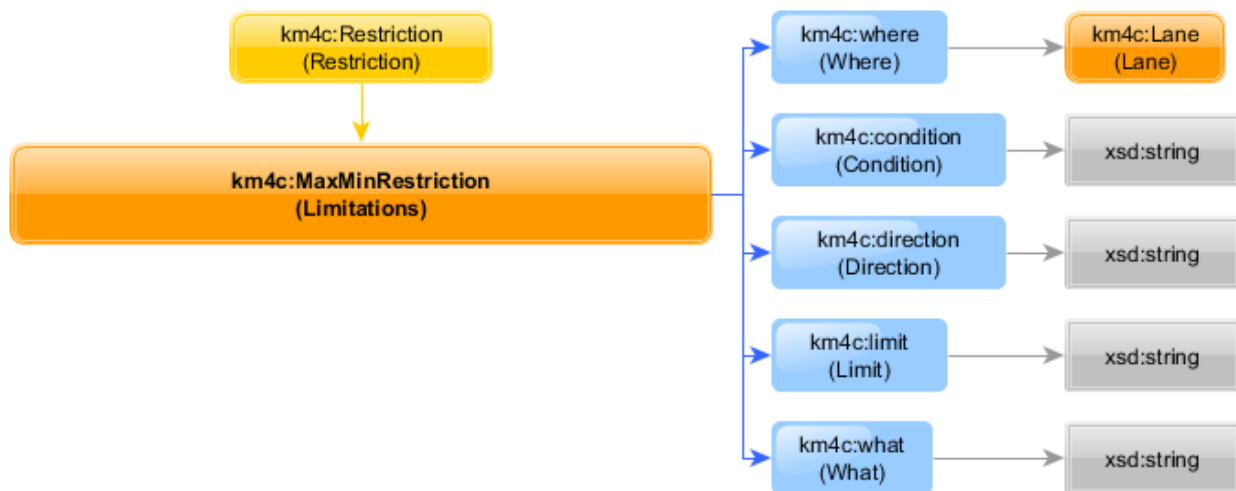 km4c:Restriction
(Restriction)
km4c:MaxMinRestriction
(Limitations)
km4c:where
(Where)
km4c:Lane
(Lane)
km4c:condition
(Condition)
xsd:string
km4c:direction
(Direction)
xsd:string
km4c:limit
(Limit)
xsd:string
km4c:what
(What)
xsd:string